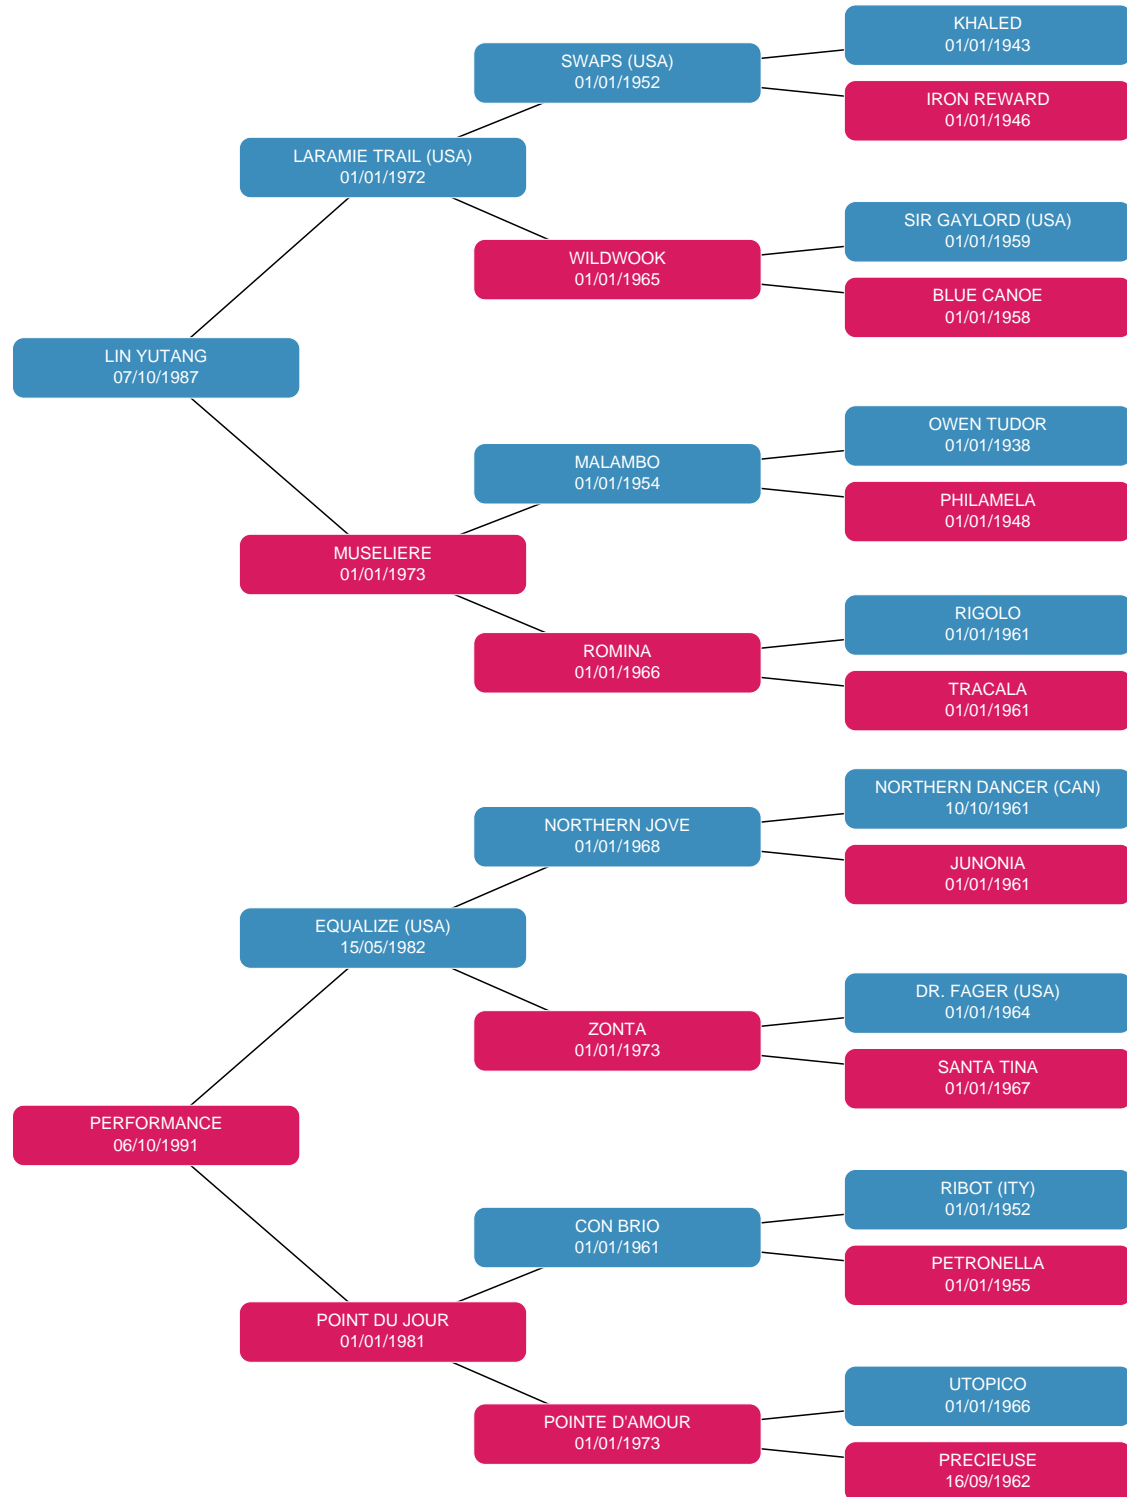 KHALED
01/01/1943
SWAPS (USA)
01/01/1952
IRON REWARD
01/01/1946
LARAMIE TRAIL (USA)
01/01/1972
SIR GAYLORD (USA)
01/01/1959
WILDWOOK
01/01/1965
BLUE CANOE
01/01/1958
LIN YUTANG
07/10/1987
OWEN TUDOR
01/01/1938
MALAMBO
01/01/1954
PHILAMELA
01/01/1948
MUSELIERE
01/01/1973
RIGOLO
01/01/1961
ROMINA
01/01/1966
TRACALA
01/01/1961
NORTHERN DANCER (CAN)
10/10/1961
NORTHERN JOVE
01/01/1968
JUNONIA
01/01/1961
EQUALIZE (USA)
15/05/1982
DR. FAGER (USA)
01/01/1964
ZONTA
01/01/1973
SANTA TINA
01/01/1967
PERFORMANCE
06/10/1991
RIBOT (ITY)
01/01/1952
CON BRIO
01/01/1961
PETRONELLA
01/01/1955
POINT DU JOUR
01/01/1981
UTOPICO
01/01/1966
POINTE D'AMOUR
01/01/1973
PRECIEUSE
16/09/1962